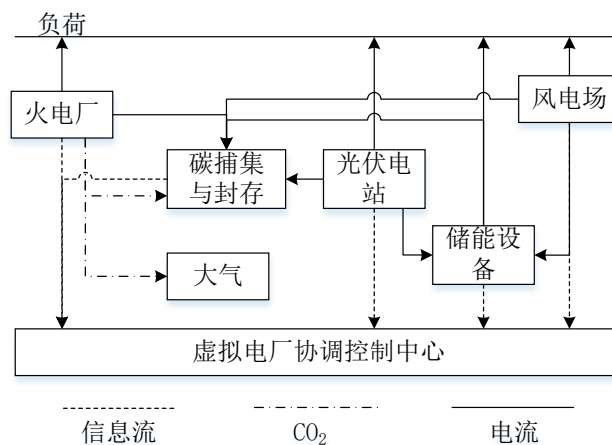 负荷
火电厂
风电场
碳捕集
与封存
光伏电
站
储能设
备
大气
虚拟电厂协调控制中心
信息流
CO₂
电流